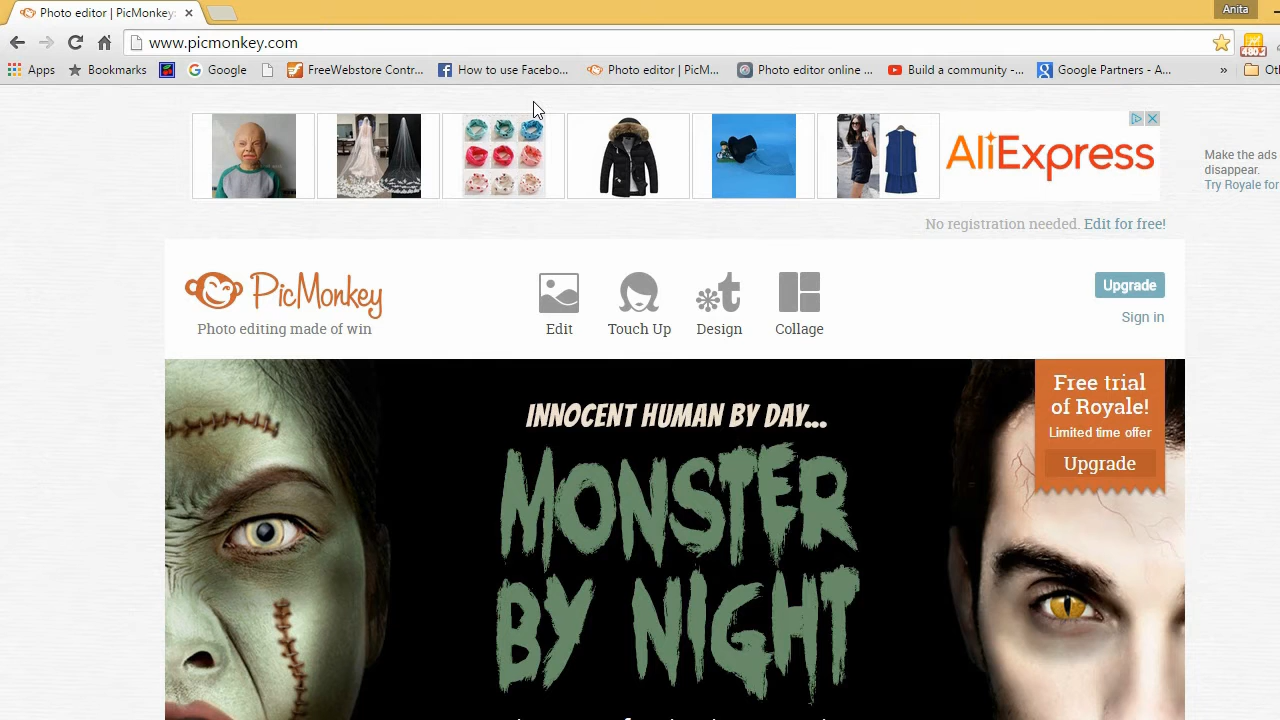 Photo editor | PicMonkey
Anita
www.picmonkey.com
480
Apps
Bookmarks
Google
FreeWebstore Contr...
How to use Faceb...
Photo editor | PicM...
Photo editor online ...
Build a community -...
Google Partners - A...
»
AliExpress
Make the ads
disappear.
Try Royale for
No registration needed. Edit for free!
PicMonkey
Photo editing made of win
Edit
Touch Up
Design
Collage
Upgrade
Sign in
Free trial
of Royale!
Limited time offer
Upgrade
INNOCENT HUMAN BY DAY...
MONSTER
BY NIGHT